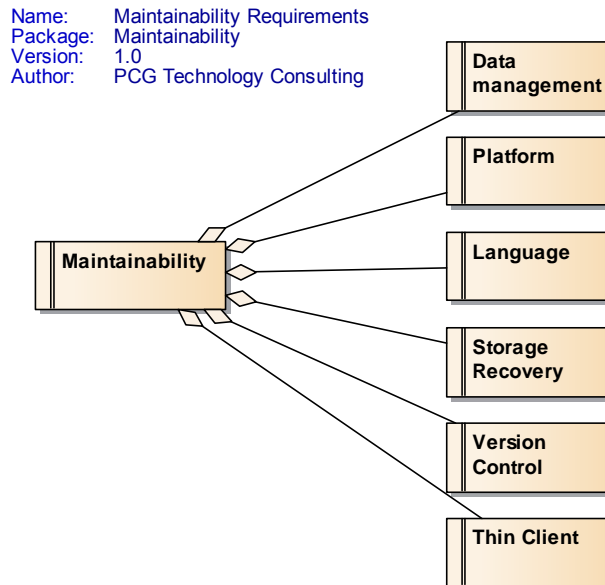 Name: Maintainability Requirements
Package: Maintainability
Version: 1.0
Author: PCG Technology Consulting
Data
management
Platform
Maintainability
Language
Storage
Recovery
Version
Control
Thin Client